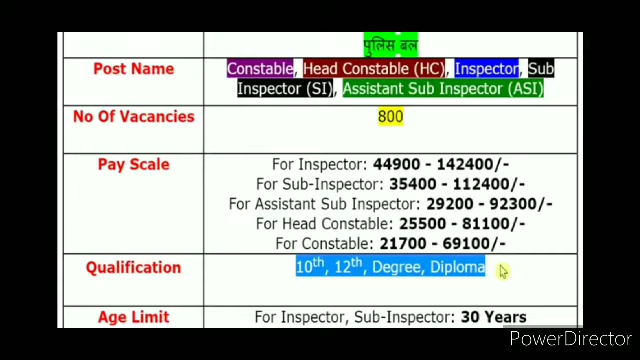 पुलिस बल
Post Name
Constable, Head Constable (HC), Inspector, Sub
Inspector (SI), Assistant Sub Inspector (ASI)
No Of Vacancies
800
Pay Scale
For Inspector: 44900 - 142400/-
For Sub-Inspector: 35400 - 112400/-
For Assistant Sub Inspector: 29200 - 92300/-
For Head Constable: 25500 - 81100/-
For Constable: 21700 - 69100/-
Qualification
10th, 12th, Degree, Diploma
Age Limit
For Inspector, Sub-Inspector: 30 Years
PowerDirector